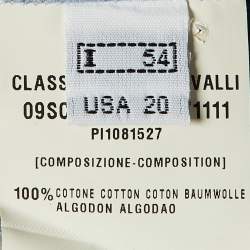 I 54
CLASS VALLI
09SC 1111
USA 20
PI1081527
[COMPOSIZIONE-COMPOSITION]
100% COTONE COTTON COTON BAUMWOLLE
ALGODON ALGODAO